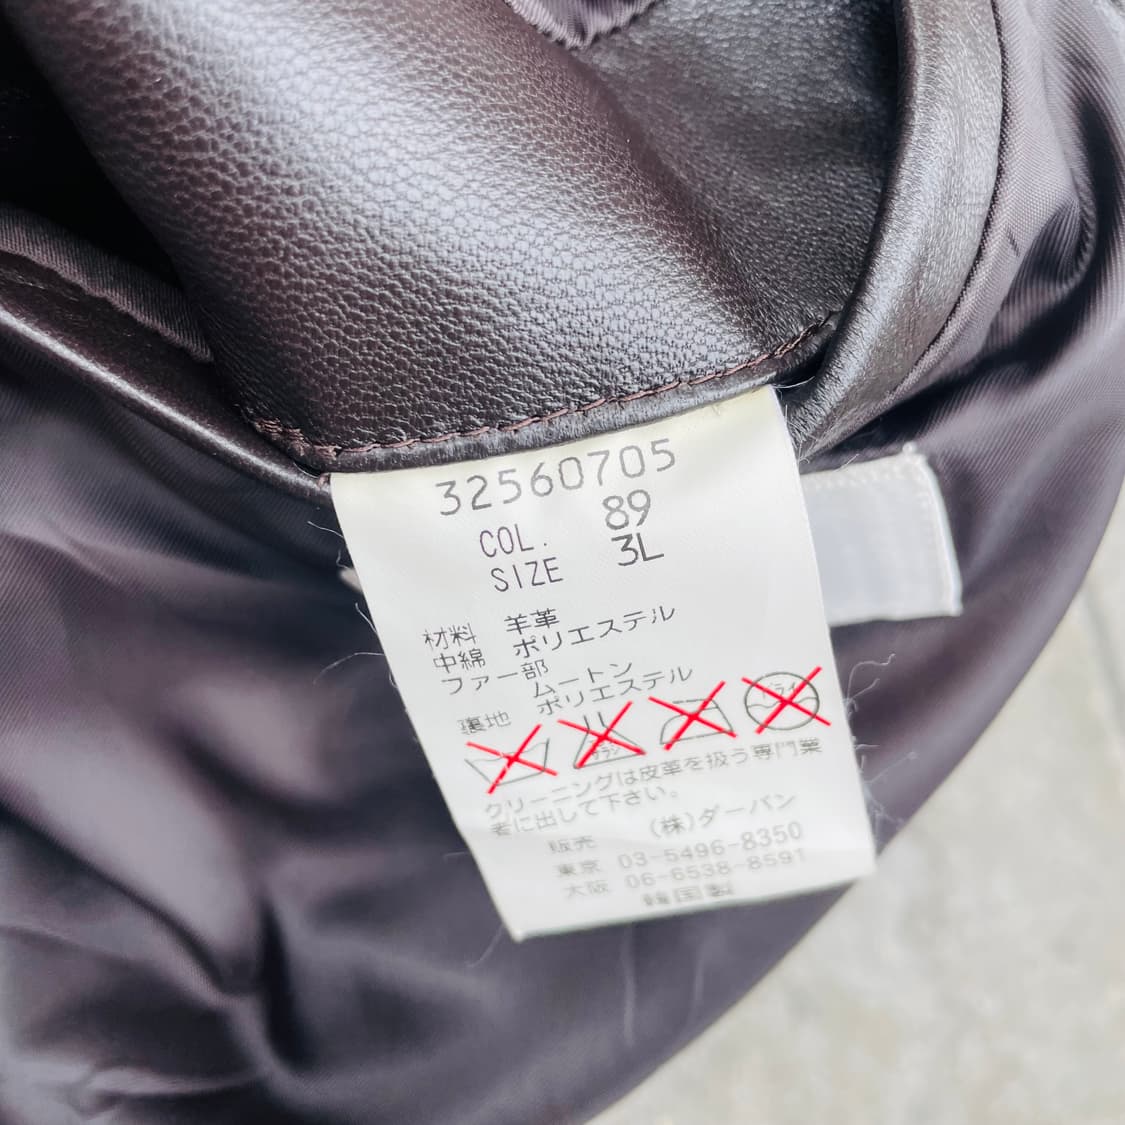 32560705
COL. 89
SIZE 3L
材料 羊革
中綿 ポリエステル
ファー部
ムートン
裏地 ポリエステル
ドライ
クリーニングは皮革を扱う専門業
者に出して下さい。
販売 (株)ダーバン
東京 03-5496-8350
大阪 06-6538-8591
韓国製